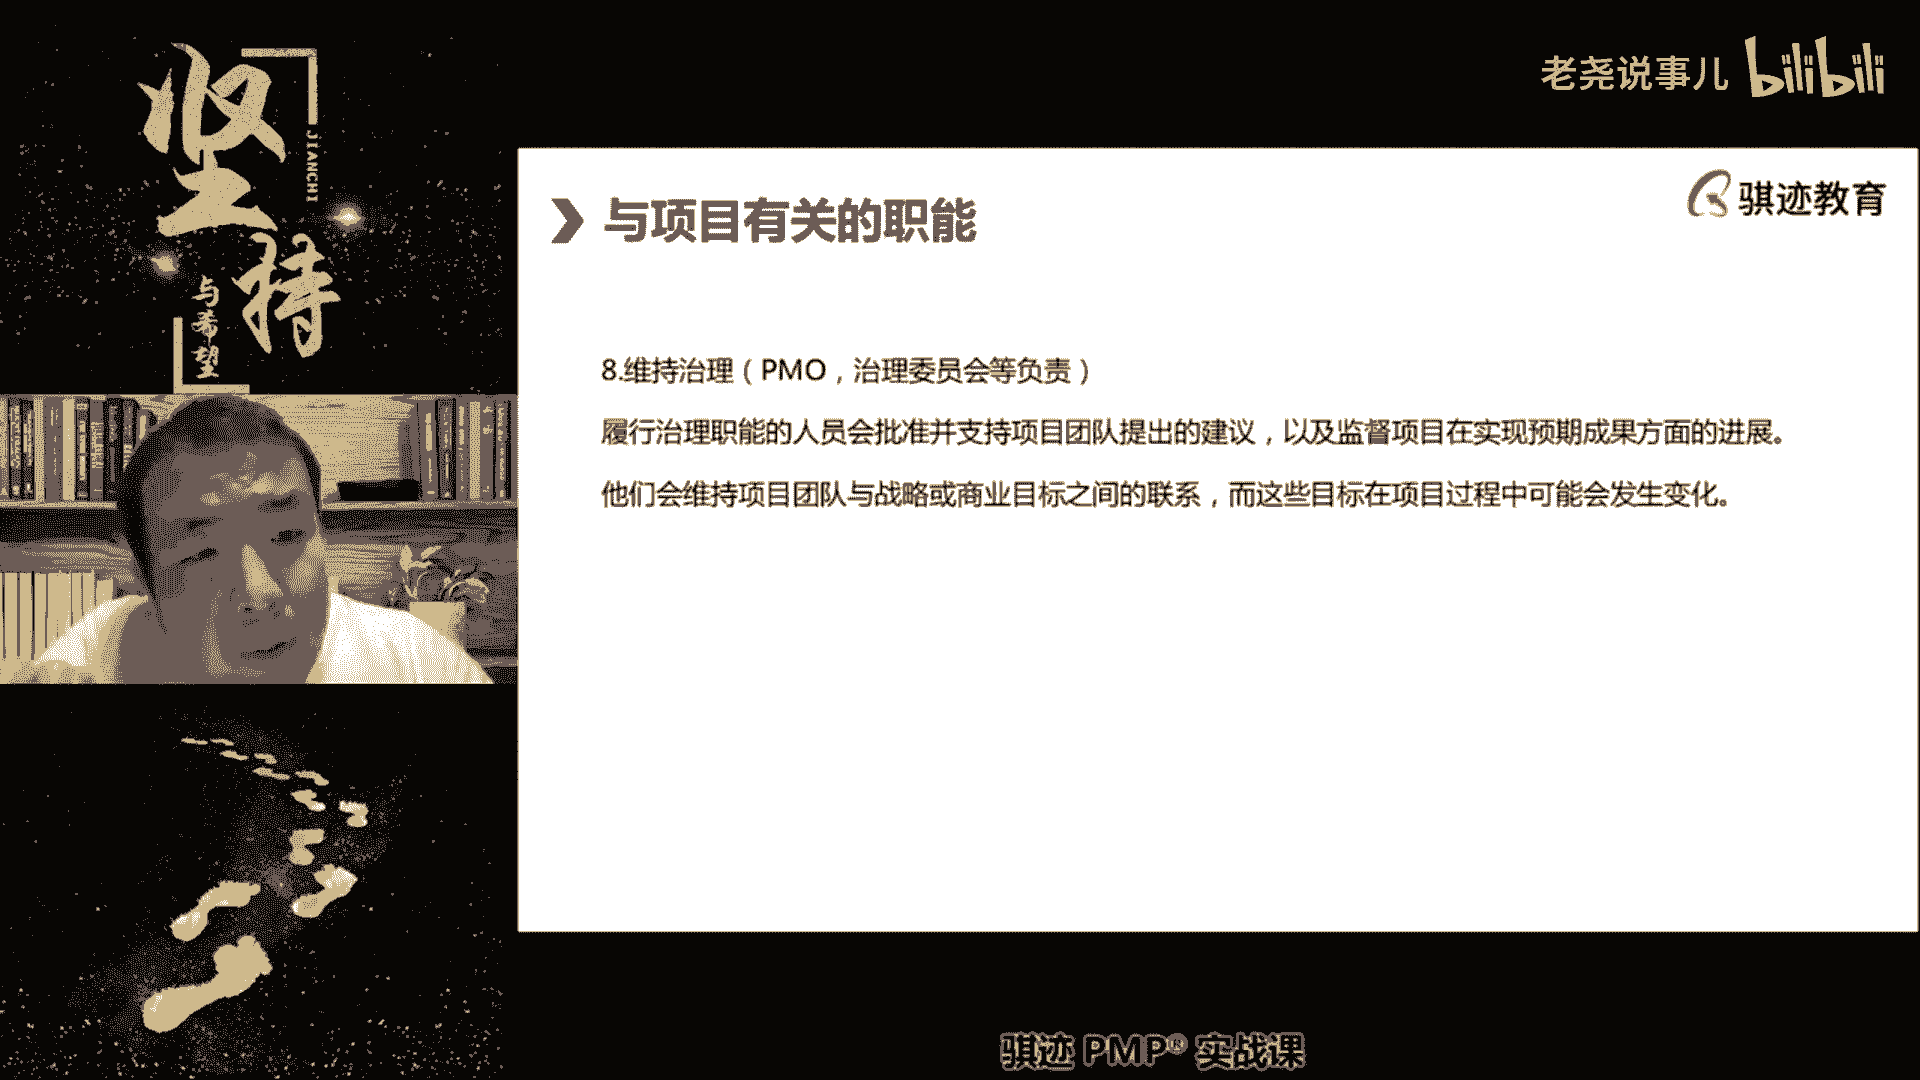 坚持
JIANCHI
与希望
老尧说事儿 bilibili
骐迹教育
与项目有关的职能
8.维持治理（PMO，治理委员会等负责）
履行治理职能的人员会批准并支持项目团队提出的建议，以及监督项目在实现预期成果方面的进展。
他们会维持项目团队与战略或商业目标之间的联系，而这些目标在项目过程中可能会发生变化。
骐迹 PMP® 实战课